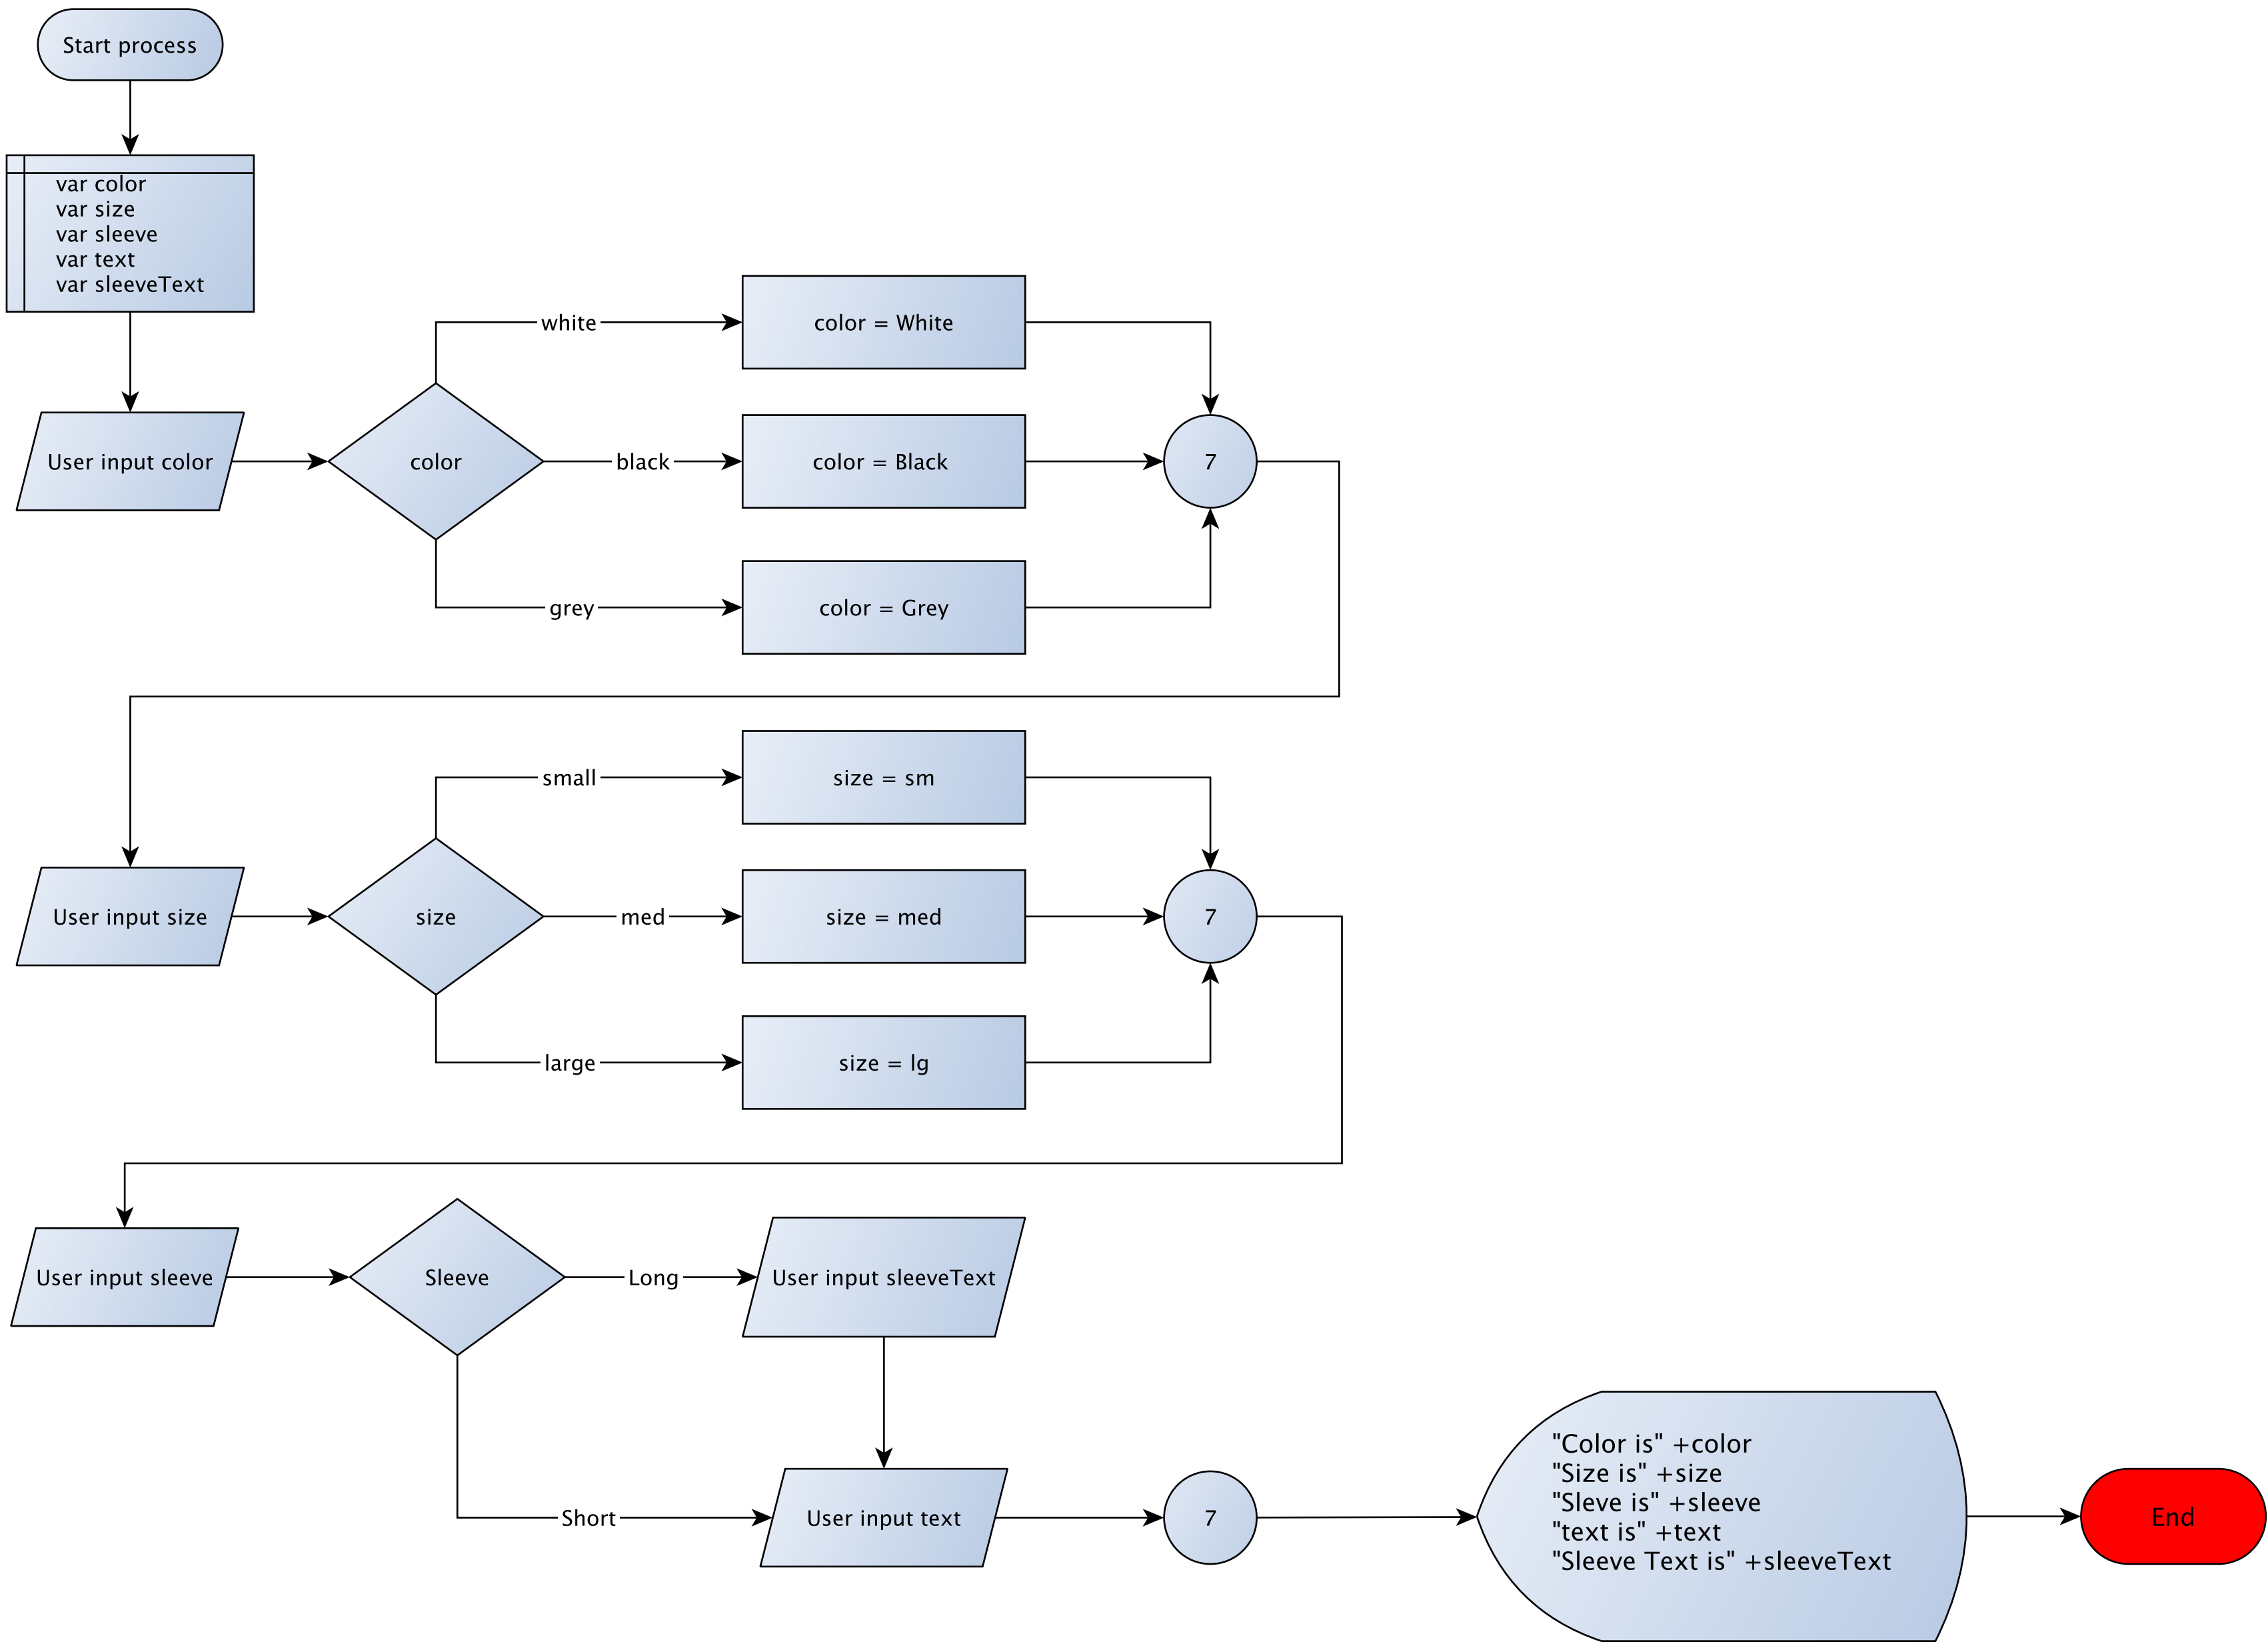 Start process
var color
var size
var sleeve
var text
var sleeveText
white
color = White
User input color
color
black
color = Black
7
grey
color = Grey
small
size = sm
User input size
size
med
size = med
7
large
size = lg
User input sleeve
Sleeve
Long
User input sleeveText
Short
User input text
7
"Color is" +color
"Size is" +size
"Sleve is" +sleeve
"text is" +text
"Sleeve Text is" +sleeveText
End